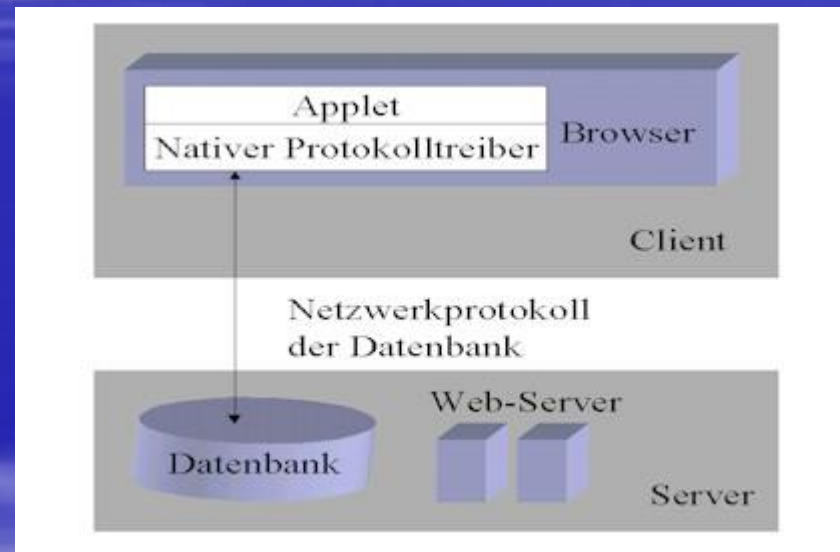 Applet
Nativer Protokolltreiber
Browser
Client
Netzwerkprotokoll
der Datenbank
Web-Server
Datenbank
Server